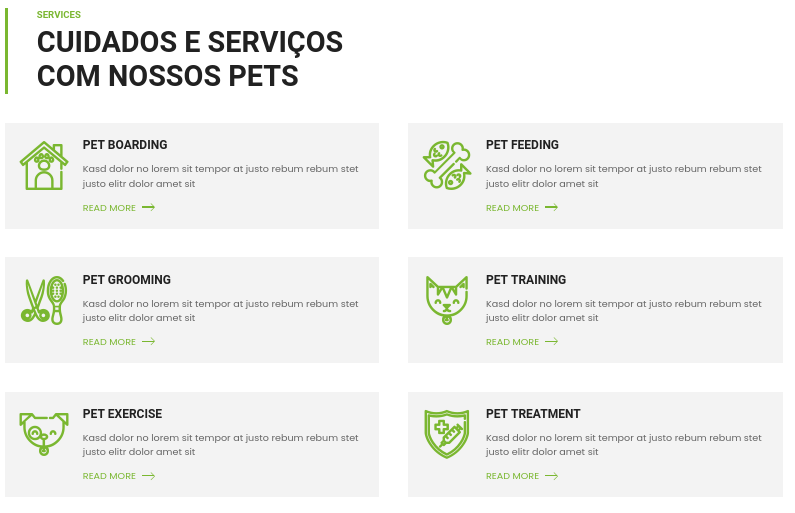 SERVICES
CUIDADOS E SERVIÇOS
COM NOSSOS PETS
PET BOARDING
Kasd dolor no lorem sit tempor at justo rebum rebum stet
justo elitr dolor amet sit
READ MORE
PET FEEDING
Kasd dolor no lorem sit tempor at justo rebum rebum stet
justo elitr dolor amet sit
READ MORE
PET GROOMING
Kasd dolor no lorem sit tempor at justo rebum rebum stet
justo elitr dolor amet sit
READ MORE
PET TRAINING
Kasd dolor no lorem sit tempor at justo rebum rebum stet
justo elitr dolor amet sit
READ MORE
PET EXERCISE
Kasd dolor no lorem sit tempor at justo rebum rebum stet
justo elitr dolor amet sit
READ MORE
PET TREATMENT
Kasd dolor no lorem sit tempor at justo rebum rebum stet
justo elitr dolor amet sit
READ MORE